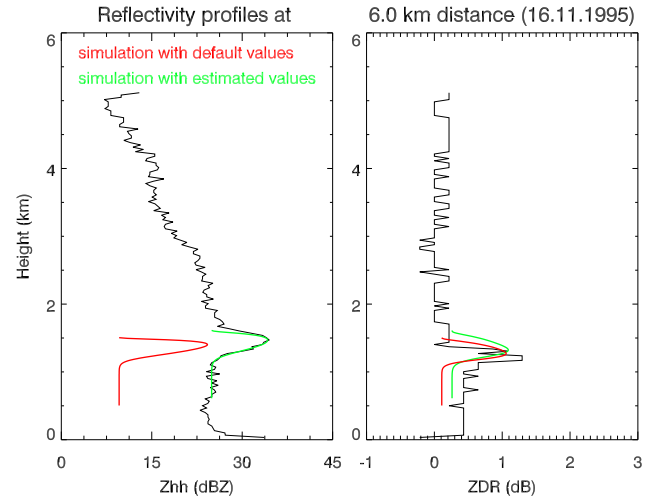 Reflectivity profiles at
6.0 km distance (16.11.1995)
simulation with default values
simulation with estimated values
Height (km)
6
4
2
0
0
15
30
45
Zhh (dBZ)
6
4
2
0
-1
0
1
2
3
ZDR (dB)